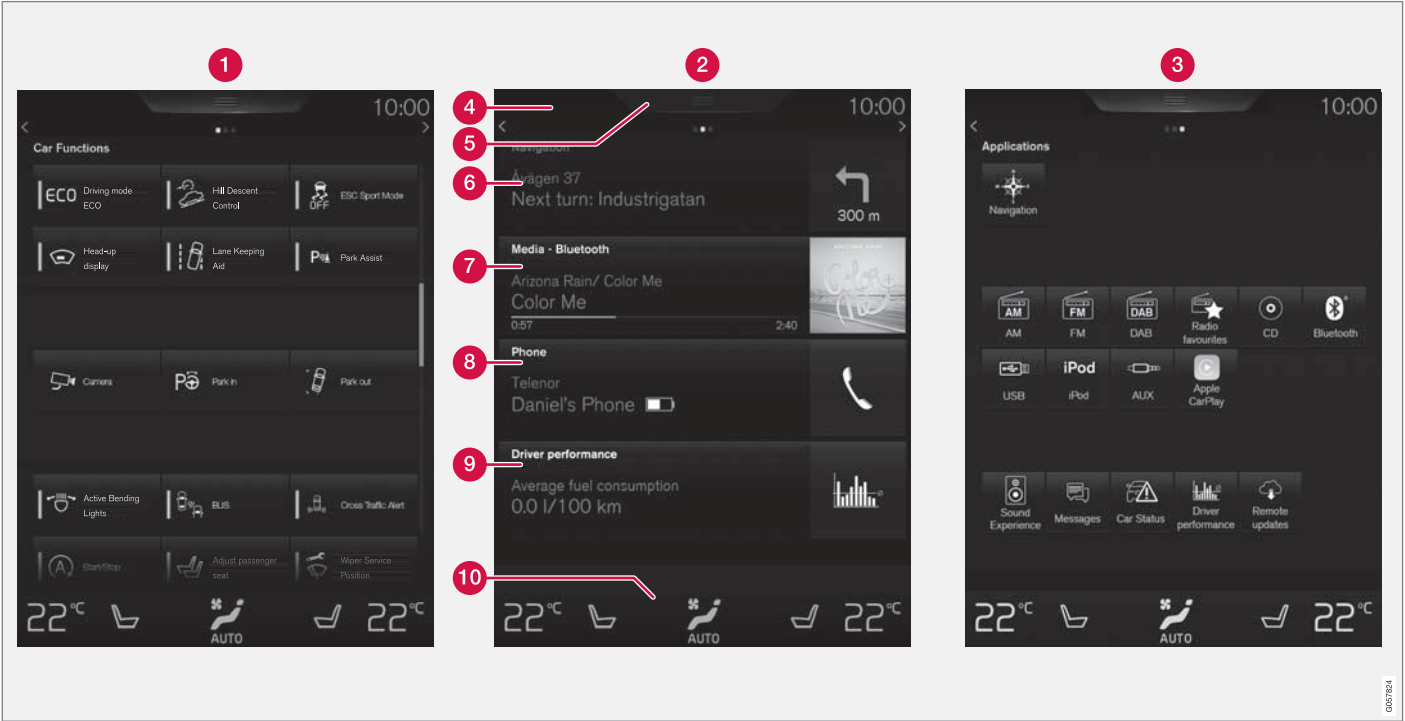 1
2
3
10:00
Car Functions
ECO
Driving mode
ECO
Hill Descent
Control
OFF
ESC Sport Mode
Head-up
display
Lane Keeping
Aid
P
Park Assist
Camera
P
Park in
Park out
Active Bending
Lights
BLIS
Cross Traffic Alert
A
Start/Stop
Adjust passenger
seat
Wiper Service
Position
22°C
AUTO
22°C
4
10:00
5
Navigation
6
Åvägen 37
Next turn: Industrigatan
300 m
Media - Bluetooth
7
Arizona Rain/ Color Me
Color Me
0:57
2:40
Color
Me
8
Phone
Telenor
Daniel's Phone
9
Driver performance
Average fuel consumption
0.0 l/100 km
10
22°C
AUTO
22°C
10:00
Applications
Navigation
AM
AM
FM
FM
DAB
DAB
Radio
favourites
CD
Bluetooth
USB
iPod
iPod
AUX
Apple
CarPlay
Sound
Experience
Messages
Car Status
Driver
performance
Remote
updates
22°C
AUTO
22°C
G057824